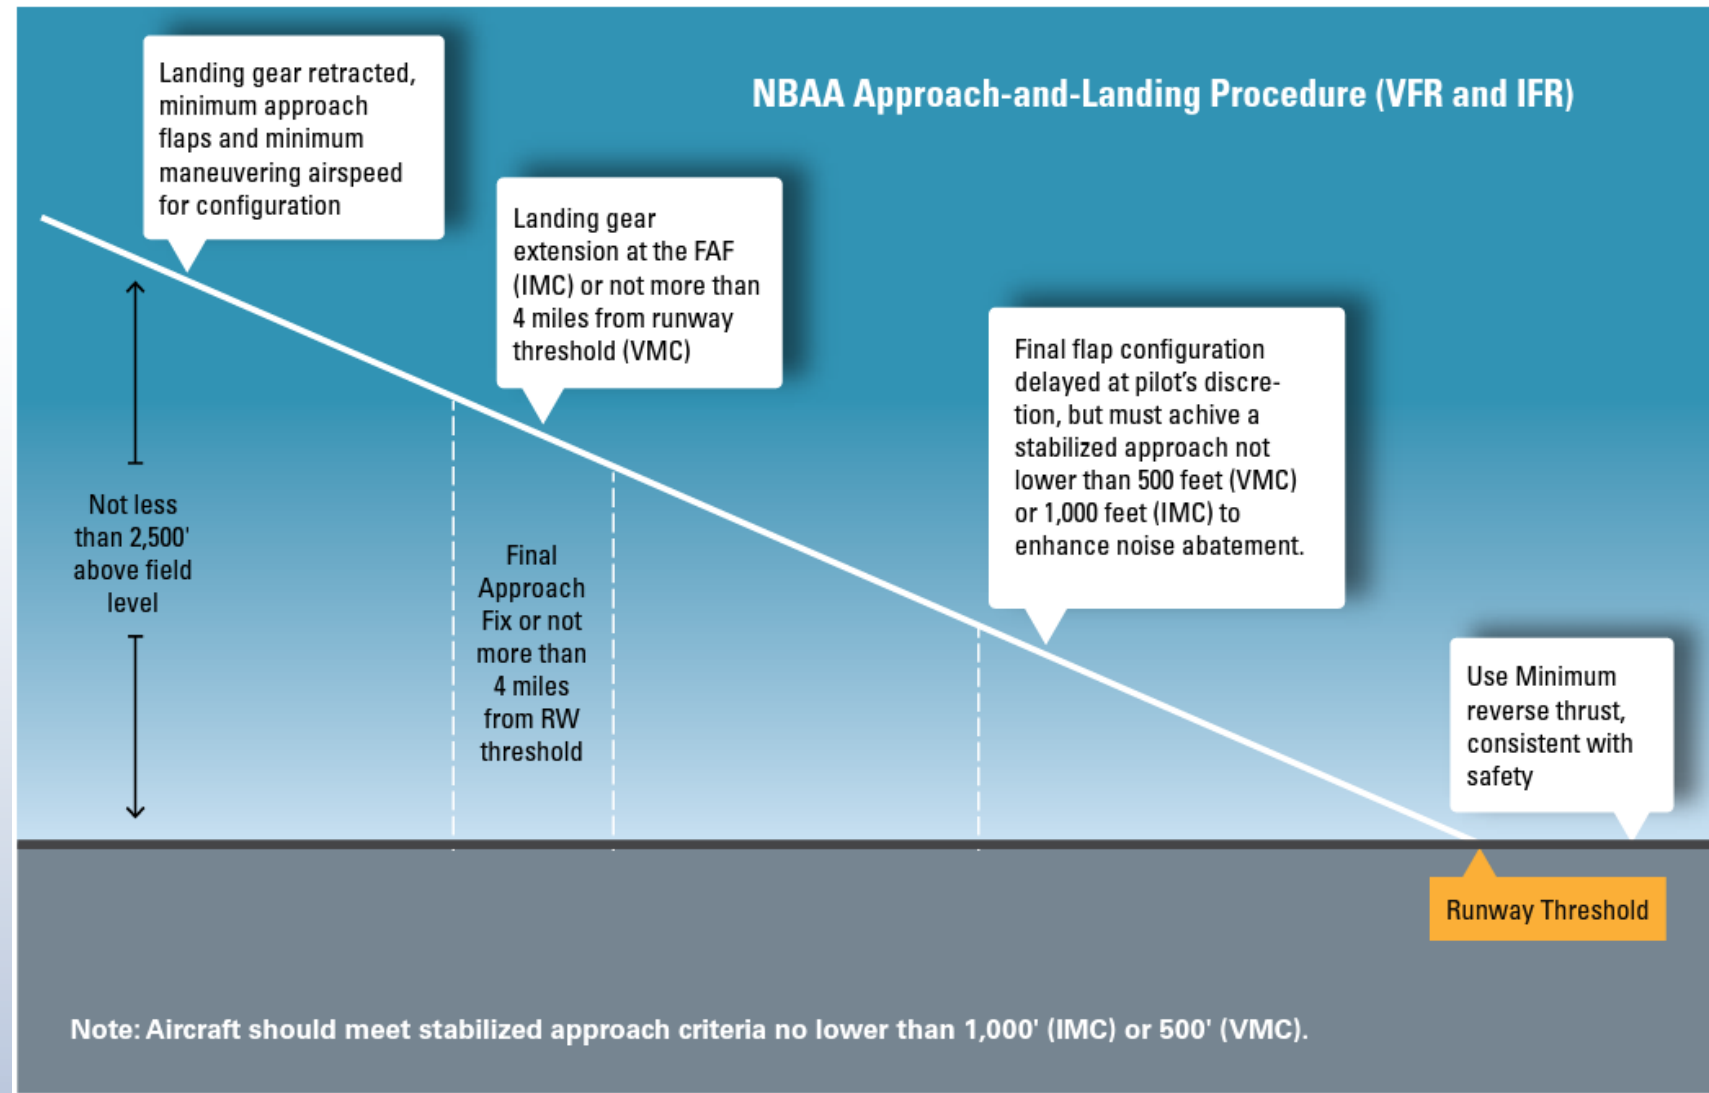 NBAA Approach-and-Landing Procedure (VFR and IFR)
Landing gear retracted,
minimum approach
flaps and minimum
maneuvering airspeed
for configuration
Landing gear
extension at the FAF
(IMC) or not more than
4 miles from runway
threshold (VMC)
Final flap configuration
delayed at pilot's discre-
tion, but must achive a
stabilized approach not
lower than 500 feet (VMC)
or 1,000 feet (IMC) to
enhance noise abatement.
Not less
than 2,500'
above field
level
Final
Approach
Fix or not
more than
4 miles
from RW
threshold
Use Minimum
reverse thrust,
consistent with
safety
Runway Threshold
Note: Aircraft should meet stabilized approach criteria no lower than 1,000' (IMC) or 500' (VMC).